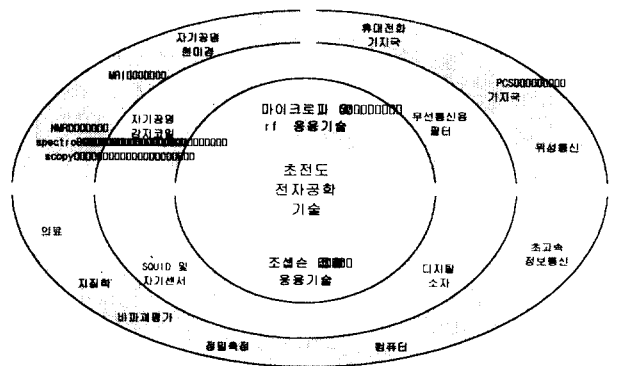 자기공명
현미경
휴대전화
기지국
MRI
PCS
기지국
마이크로파
rf 응용기술
무선통신용
필터
자기공명
감지코일
NMR
spectro
scopy
위성통신
초전도
전자공학
기술
의료
초고속
정보통신
조셉슨
응용기술
SQUID 및
자기센서
디지탈
소자
지질학
비파괴평가
정밀측정
컴퓨터